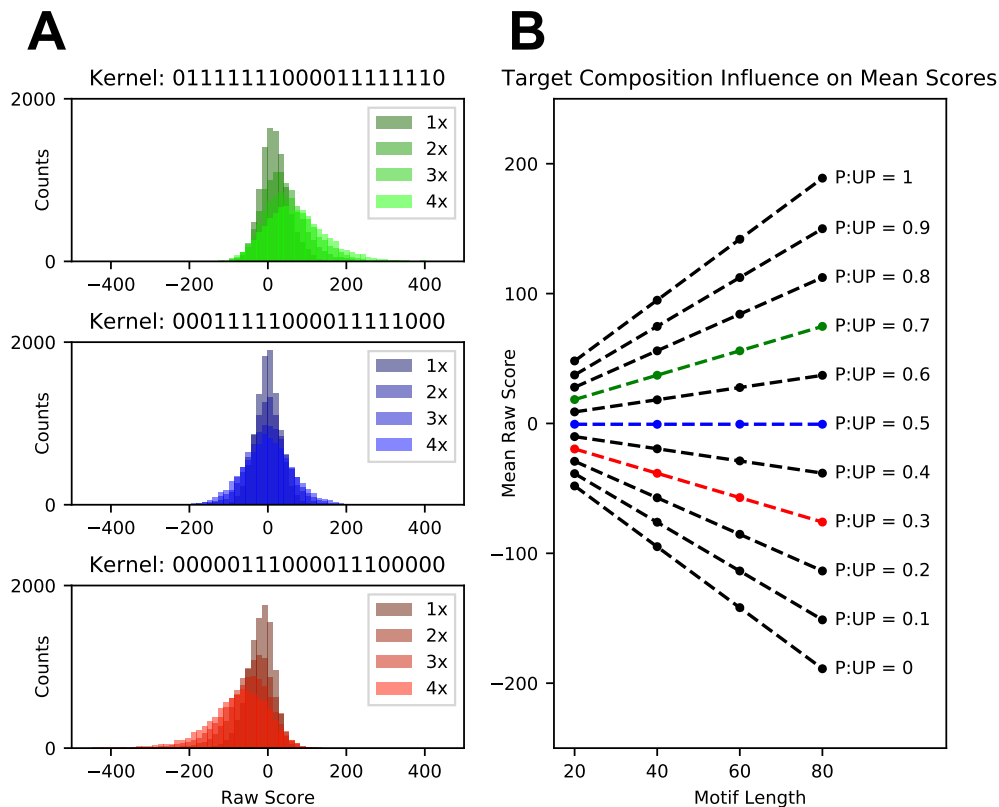 A
Kernel: 01111111000011111110
2000
Counts
0
1x
2x
3x
4x
−400
−200
0
200
400
Kernel: 00011111000011111000
2000
Counts
0
1x
2x
3x
4x
−400
−200
0
200
400
Kernel: 00000111000011100000
2000
Counts
0
1x
2x
3x
4x
−400
−200
0
200
400
Raw Score
B
Target Composition Influence on Mean Scores
Mean Raw Score
200
100
0
−100
−200
P:UP = 1
P:UP = 0.9
P:UP = 0.8
P:UP = 0.7
P:UP = 0.6
P:UP = 0.5
P:UP = 0.4
P:UP = 0.3
P:UP = 0.2
P:UP = 0.1
P:UP = 0
20
40
60
80
Motif Length